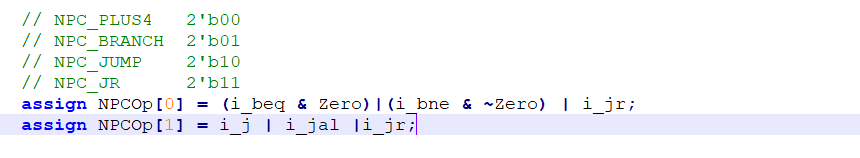 // NPC_PLUS4   2'b00
// NPC_BRANCH  2'b01
// NPC_JUMP    2'b10
// NPC_JR      2'b11
assign NPCOp[0] = (i_beq & Zero)|(i_bne & ~Zero) | i_jr;
assign NPCOp[1] = i_j | i_jal |i_jr;